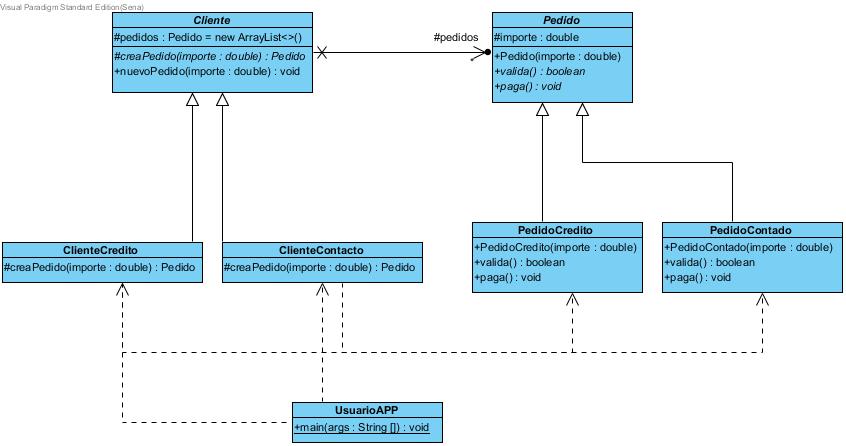 Visual Paradigm Standard Edition(Sena)
Cliente
#pedidos : Pedido = new ArrayList<>()
#creaPedido(importe : double) : Pedido
+nuevoPedido(importe : double) : void
#pedidos
Pedido
#importe : double
+Pedido(importe : double)
+valida() : boolean
+paga() : void
ClienteCredito
#creaPedido(importe : double) : Pedido
ClienteContacto
#creaPedido(importe : double) : Pedido
PedidoCredito
+PedidoCredito(importe : double)
+valida() : boolean
+paga() : void
PedidoContado
+PedidoContado(importe : double)
+valida() : boolean
+paga() : void
UsuarioAPP
+main(args : String []) : void